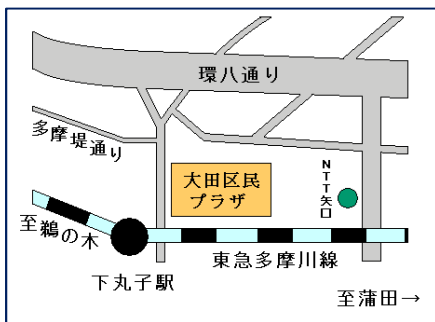 環八通り
多摩堤通り
大田区民
プラザ
NTT矢口
至鵜の木
東急多摩川線
下丸子駅
至蒲田→